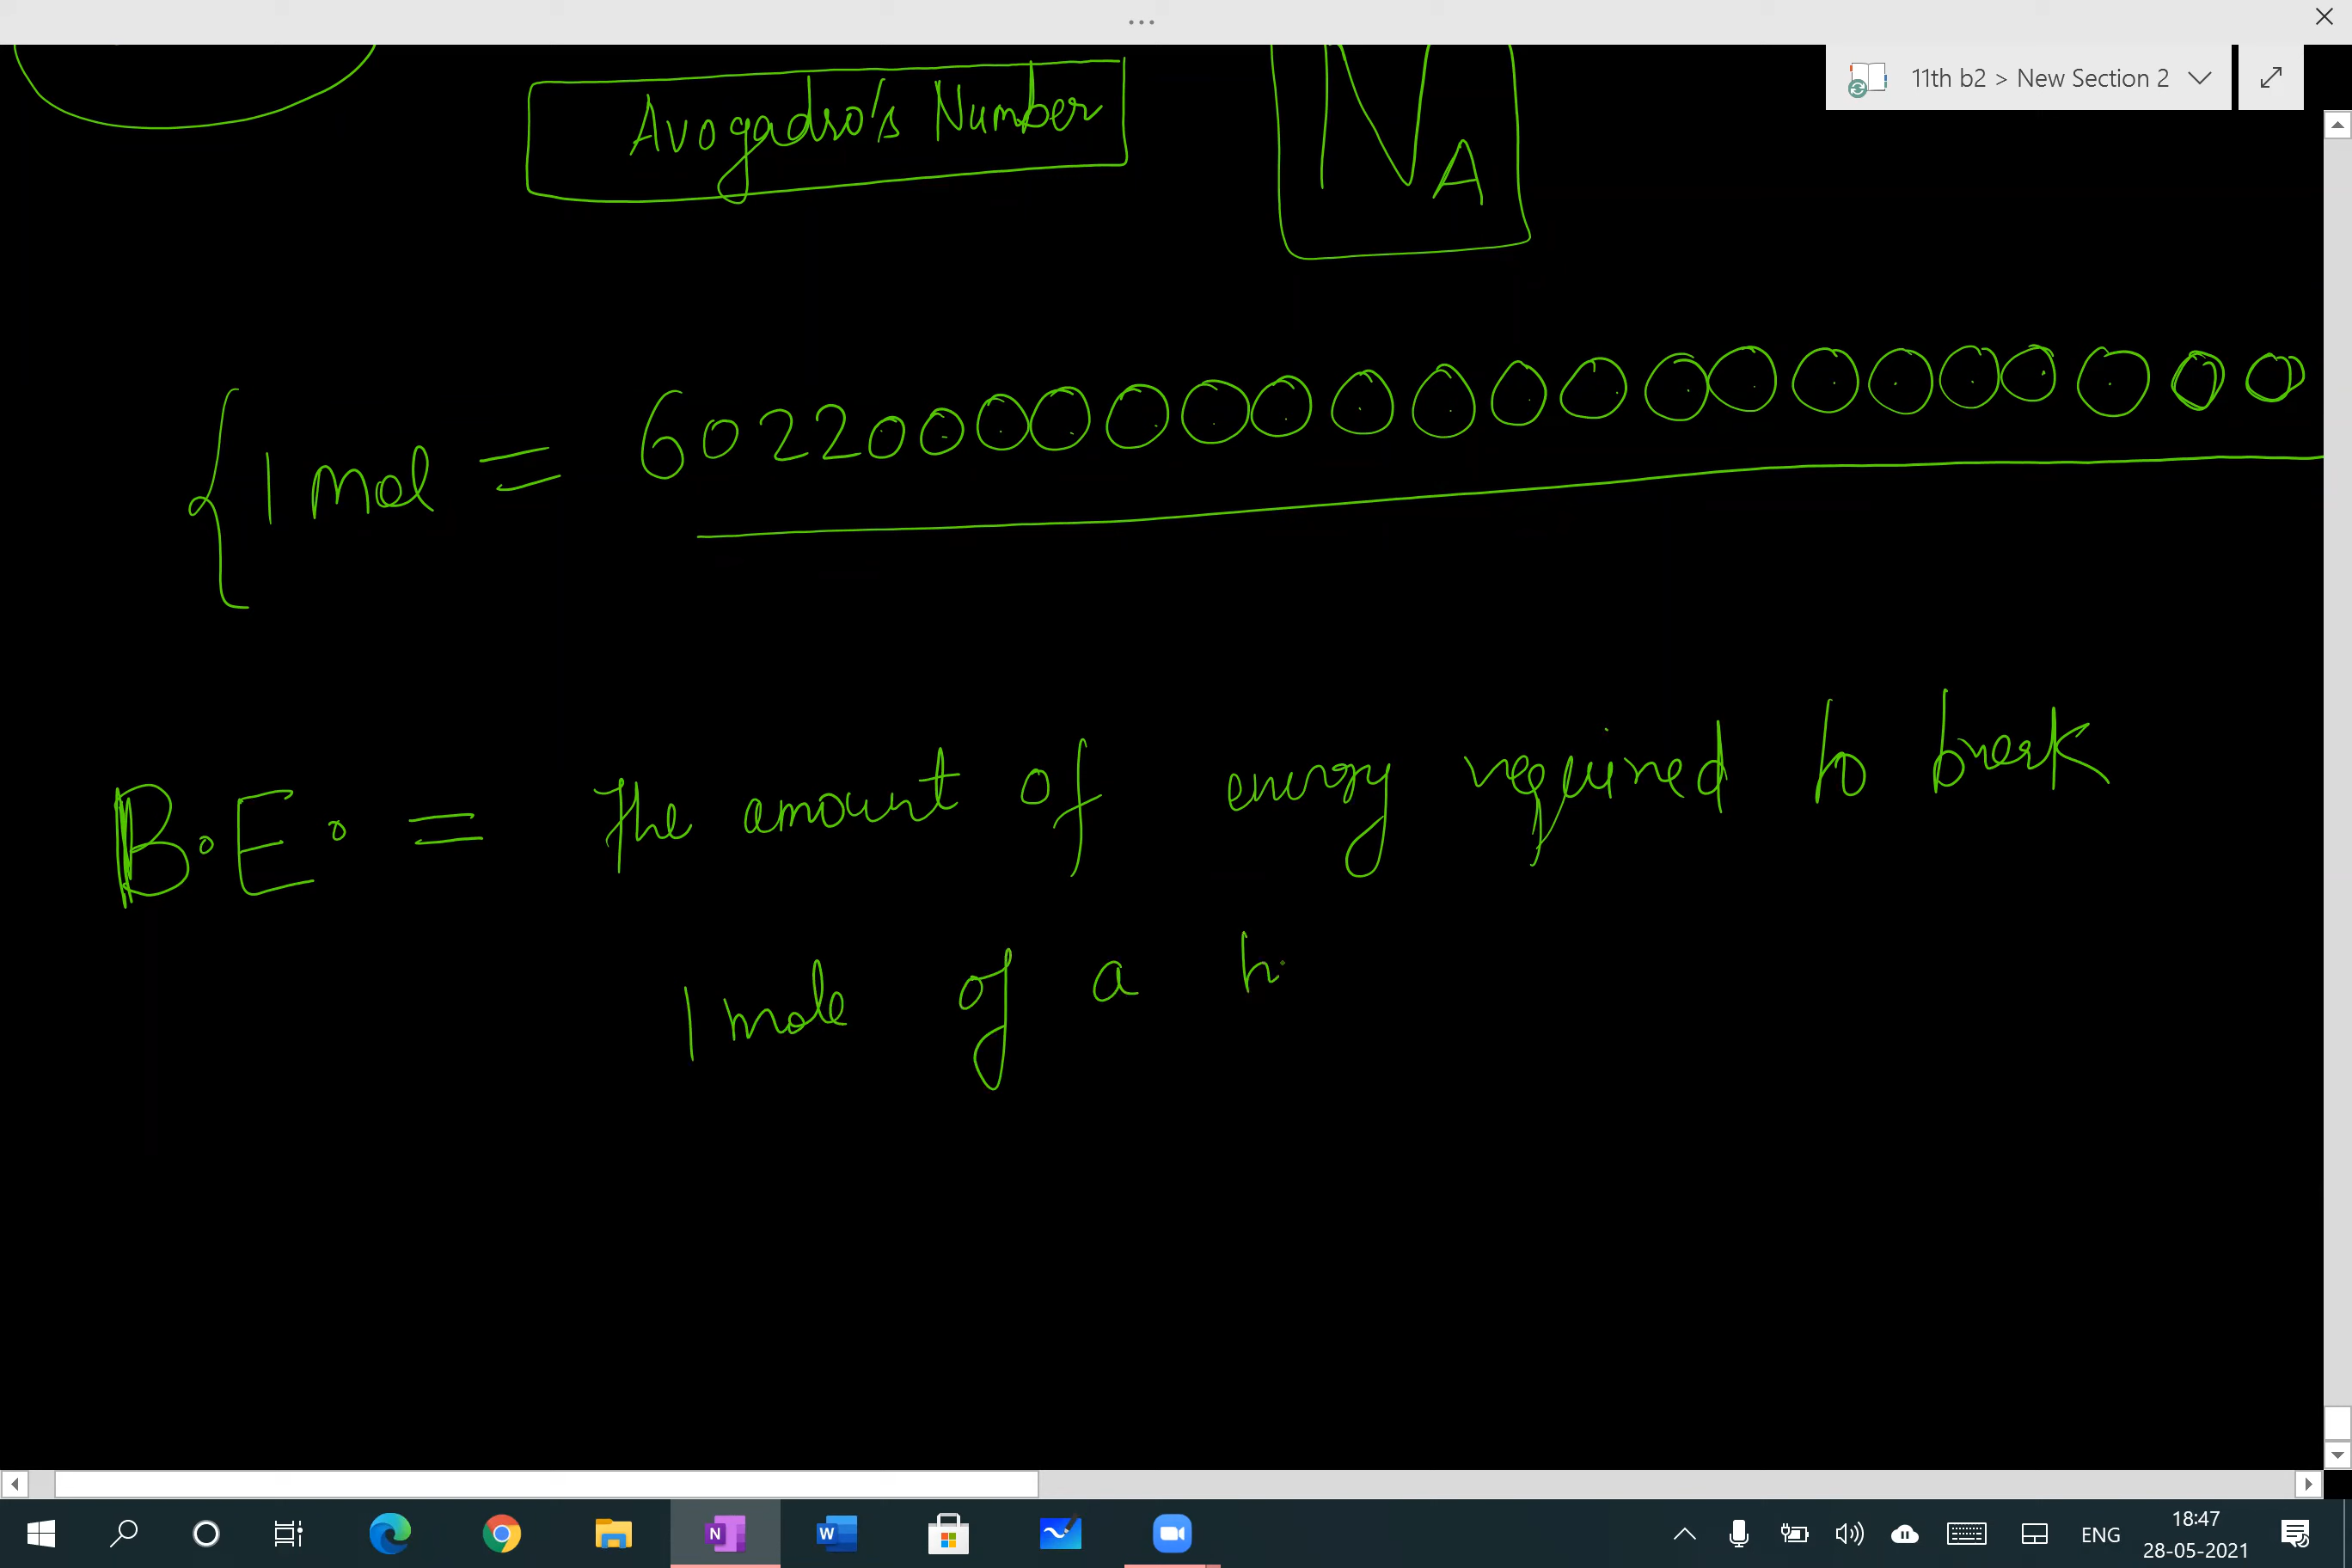 11th b2 > New Section 2
Avogadro's Number
N_A
1 mol = 602200000000000000000000
B.E. = The amount of energy required to break
1 mole of a
ENG
18:47
28-05-2021